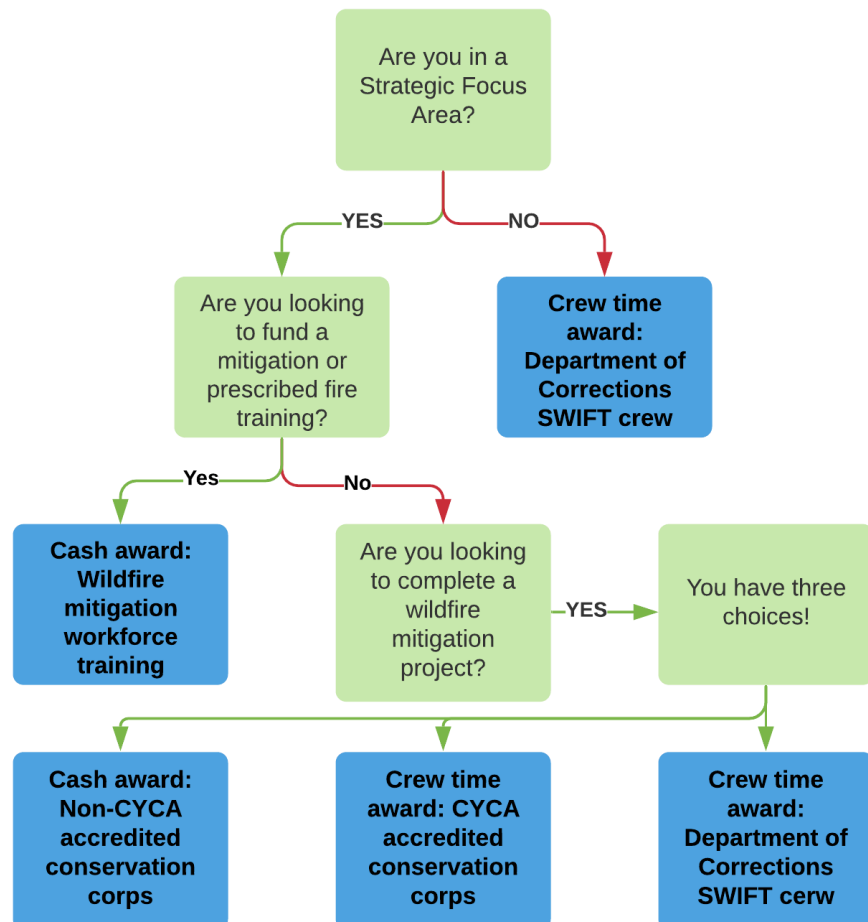 Are you in a
Strategic Focus
Area?
YES
NO
Are you looking
to fund a
mitigation or
prescribed fire
training?
Crew time
award:
Department of
Corrections
SWIFT crew
Yes
No
Cash award:
Wildfire
mitigation
workforce
training
Are you looking
to complete a
wildfire
mitigation
project?
YES
You have three
choices!
Cash award:
Non-CYCA
accredited
conservation
corps
Crew time
award: CYCA
accredited
conservation
corps
Crew time
award:
Department of
Corrections
SWIFT cerw